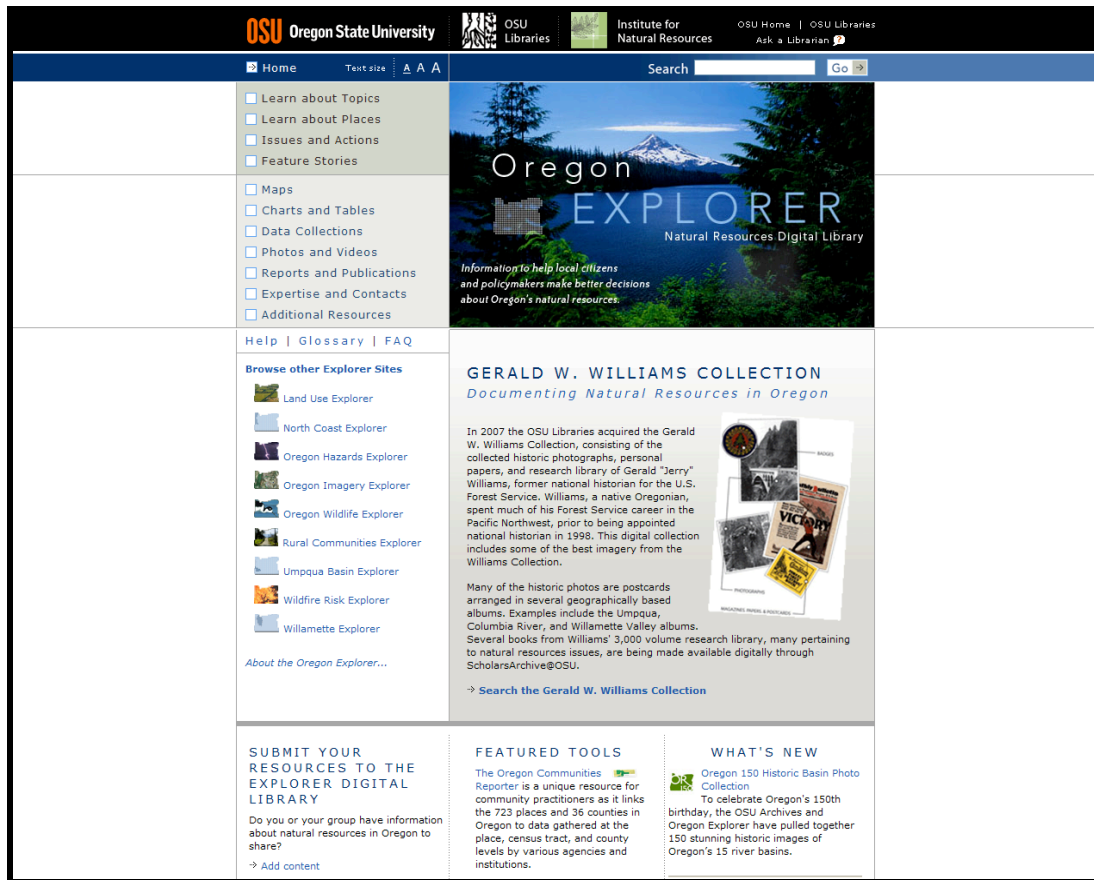 OSU Oregon State University
OSU
Libraries
Institute for
Natural Resources
OSU Home | OSU Libraries
Ask a Librarian ?
Home
Text size A A A
Search
Go
Learn about Topics
Learn about Places
Issues and Actions
Feature Stories
Maps
Charts and Tables
Data Collections
Photos and Videos
Reports and Publications
Expertise and Contacts
Additional Resources
Oregon
EXPLORER
Natural Resources Digital Library
Information to help local citizens
and policymakers make better decisions
about Oregon's natural resources.
Help | Glossary | FAQ
Browse other Explorer Sites
Land Use Explorer
North Coast Explorer
Oregon Hazards Explorer
Oregon Imagery Explorer
Oregon Wildlife Explorer
Rural Communities Explorer
Umpqua Basin Explorer
Wildfire Risk Explorer
Willamette Explorer
About the Oregon Explorer...
GERALD W. WILLIAMS COLLECTION
Documenting Natural Resources in Oregon
In 2007 the OSU Libraries acquired the Gerald
W. Williams Collection, consisting of the
collected historic photographs, personal
papers, and research library of Gerald "Jerry"
Williams, former national historian for the U.S.
Forest Service. Williams, a native Oregonian,
spent much of his Forest Service career in the
Pacific Northwest, prior to being appointed
national historian in 1998. This digital collection
includes some of the best imagery from the
Williams Collection.
BADGES
VICTORY
PHOTOGRAPHS
MAGAZINES, PAPERS, & POSTCARDS
Many of the historic photos are postcards
arranged in several geographically based
albums. Examples include the Umpqua,
Columbia River, and Willamette Valley albums.
Several books from Williams' 3,000 volume research library, many pertaining
to natural resources issues, are being made available digitally through
ScholarsArchive@OSU.
Search the Gerald W. Williams Collection
SUBMIT YOUR
RESOURCES TO THE
EXPLORER DIGITAL
LIBRARY
Do you or your group have information
about natural resources in Oregon to
share?
Add content
FEATURED TOOLS
The Oregon Communities
Reporter is a unique resource for
community practitioners as it links
the 723 places and 36 counties in
Oregon to data gathered at the
place, census tract, and county
levels by various agencies and
institutions.
WHAT'S NEW
Oregon 150 Historic Basin Photo
Collection
To celebrate Oregon's 150th
birthday, the OSU Archives and
Oregon Explorer have pulled together
150 stunning historic images of
Oregon's 15 river basins.